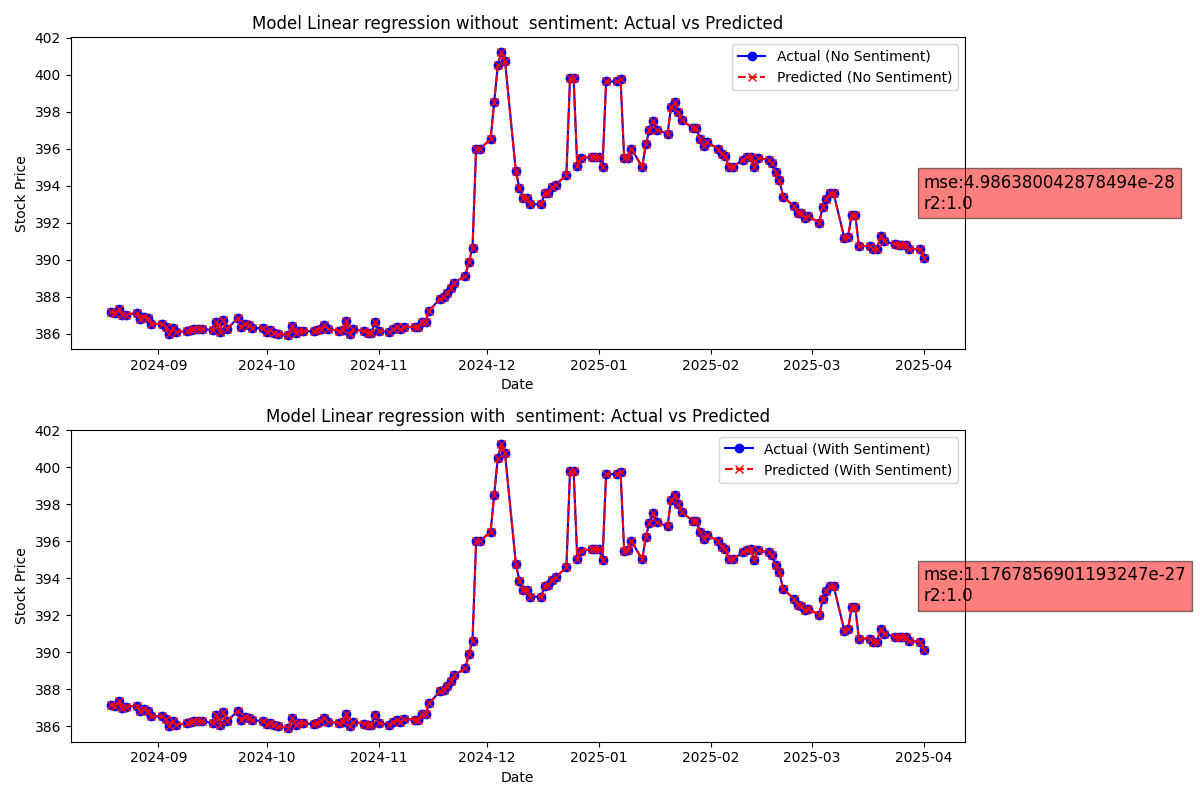 Model Linear regression without  sentiment: Actual vs Predicted
402
400
398
396
394
392
390
388
386
Stock Price
Actual (No Sentiment)
Predicted (No Sentiment)
mse:4.986380042878494e-28
r2:1.0
2024-09 2024-10 2024-11 2024-12 2025-01 2025-02 2025-03 2025-04
Date
Model Linear regression with  sentiment: Actual vs Predicted
402
400
398
396
394
392
390
388
386
Stock Price
Actual (With Sentiment)
Predicted (With Sentiment)
mse:1.1767856901193247e-27
r2:1.0
2024-09 2024-10 2024-11 2024-12 2025-01 2025-02 2025-03 2025-04
Date